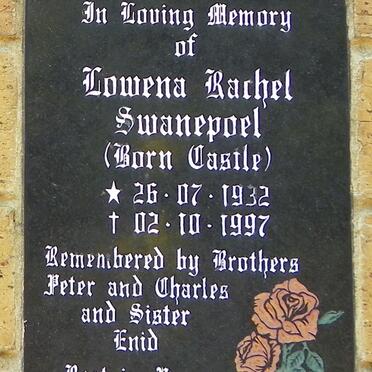 In Loving Memory
of
Lowena Rachel
Swanepoel
(Born Castle)
★ 26·07·1932
† 02·10·1997
Remembered by Brothers
Peter and Charles
and Sister
Enid